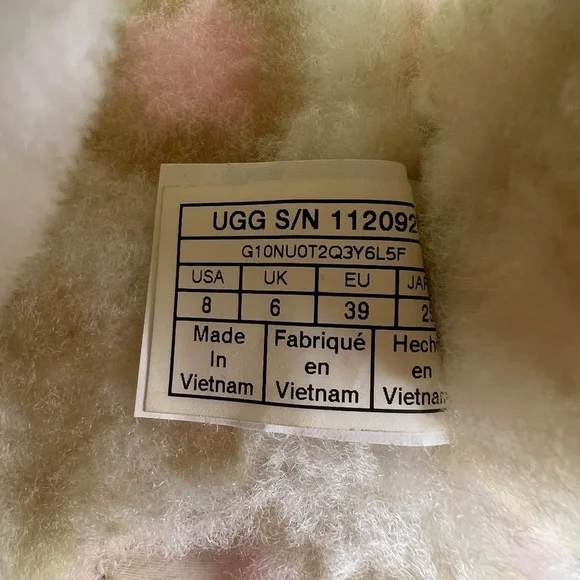 UGG S/N 112092
G10NU0T2Q3Y6L5F
USA UK EU
8 6 39
Made Fabriqué
In en en
Vietnam Vietnam